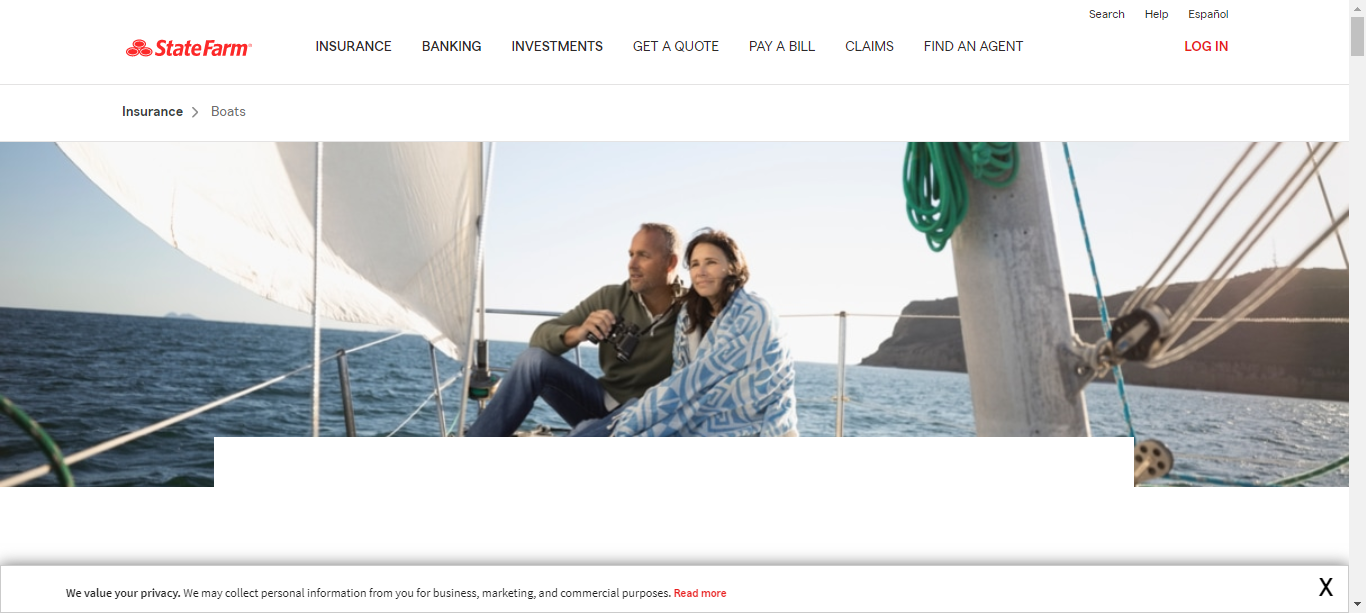 Search Help Español
StateFarm® INSURANCE BANKING INVESTMENTS GET A QUOTE PAY A BILL CLAIMS FIND AN AGENT LOG IN
Insurance > Boats
We value your privacy. We may collect personal information from you for business, marketing, and commercial purposes. Read more X